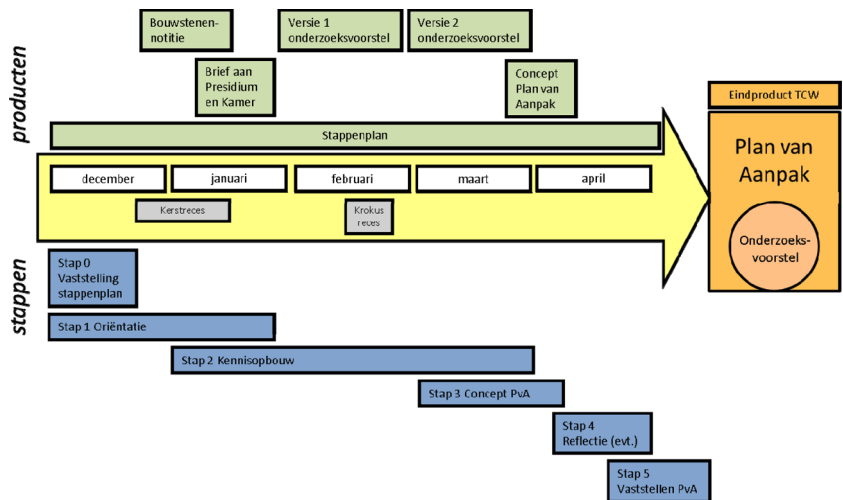 producten
Bouwstenen-
notitie
Versie 1
onderzoeksvoorstel
Versie 2
onderzoeksvoorstel
Brief aan
Presidium
en Kamer
Concept
Plan van
Aanpak
Stappenplan
december
januari
februari
maart
april
Kerstreces
Krokus
reces
Eindproduct TCW
Plan van
Aanpak
Onderzoeks-
voorstel
stappen
Stap 0
Vaststelling
stappenplan
Stap 1 Oriëntatie
Stap 2 Kennisopbouw
Stap 3 Concept PvA
Stap 4
Reflectie (evt.)
Stap 5
Vaststellen PvA